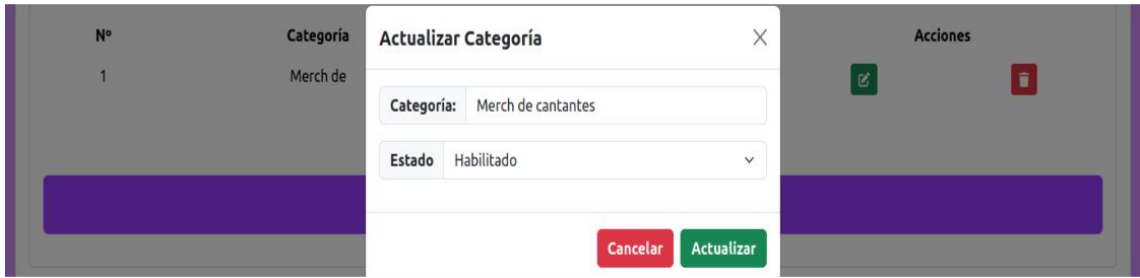 Nº Categoría Actualizar Categoría Acciones
1 Merch de
Categoría: Merch de cantantes
Estado Habilitado
Cancelar Actualizar